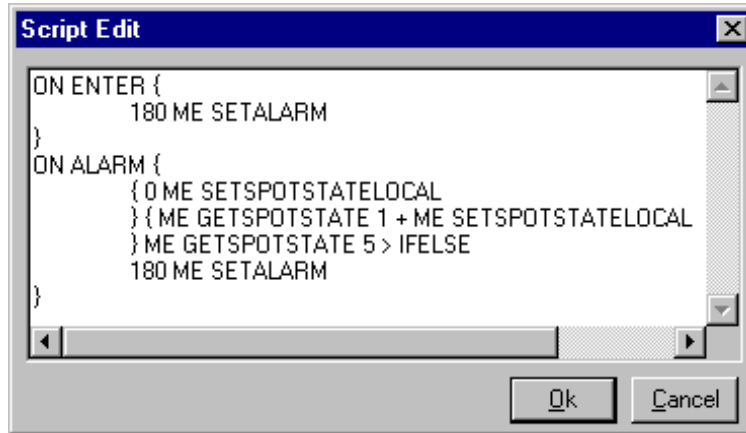 Script Edit
ON ENTER {
180 ME SETALARM
}
ON ALARM {
{ 0 ME SETSPOTSTATELOCAL
} { ME GETSPOTSTATE 1 + ME SETSPOTSTATELOCAL
} ME GETSPOTSTATE 5 > IFELSE
180 ME SETALARM
}
Ok
Cancel